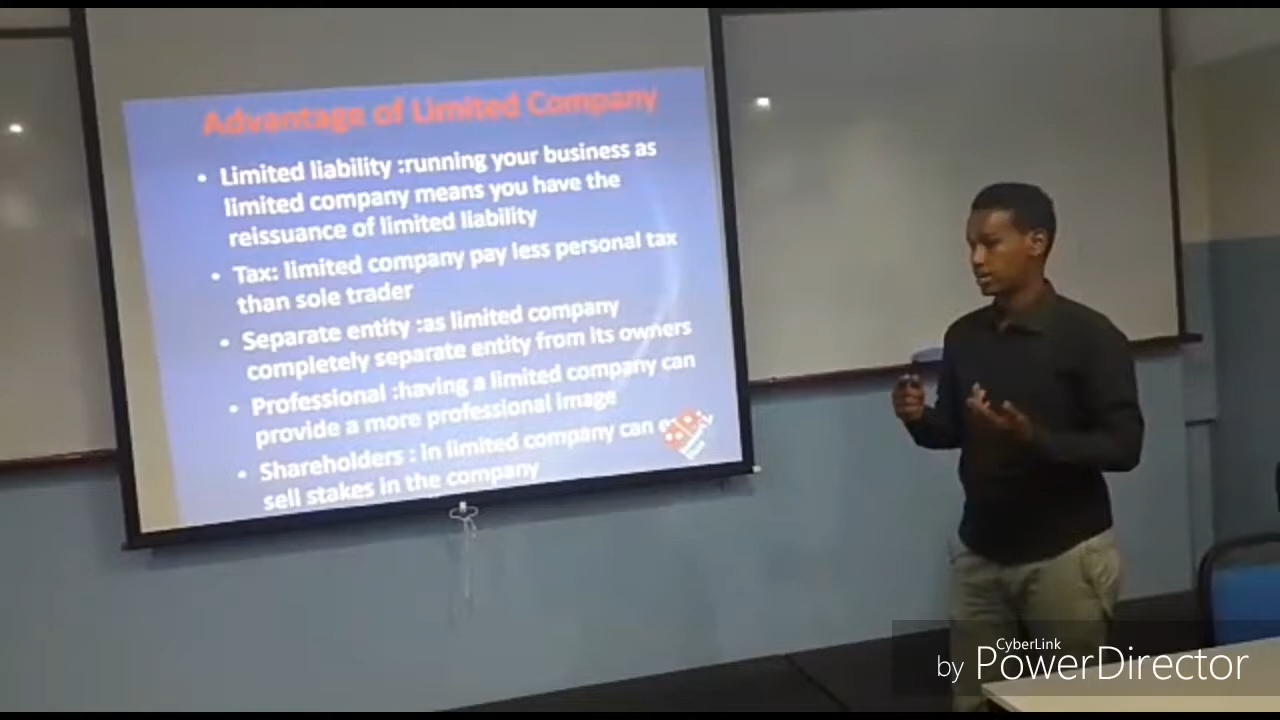 Advantage of Limited Company
• Limited liability :running your business as
limited company means you have the
reissuance of limited liability
• Tax: limited company pay less personal tax
than sole trader
• Separate entity :as limited company
completely separate entity from its owners
• Professional :having a limited company can
provide a more professional image
• Shareholders : in limited company can
sell stakes in the company
CyberLink
by PowerDirector